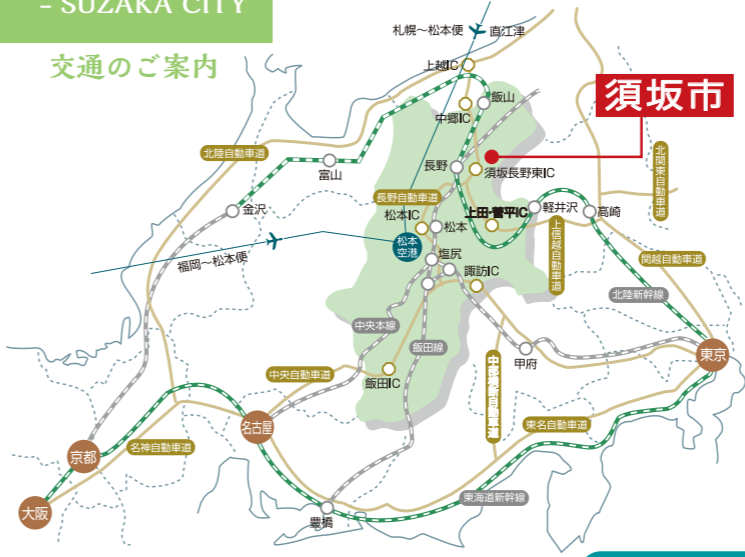 - SUZAKA CITY
交通のご案内
札幌～松本便
直江津
上越IC
飯山
中郷IC
須坂市
北陸自動車道
富山
長野
須坂長野東IC
北関東自動車道
長野自動車道
金沢
松本IC
松本
上田・菅平IC
軽井沢
高崎
松本
空港
塩尻
上信越自動車道
福岡～松本便
諏訪IC
関越自動車道
北陸新幹線
中央本線
飯田線
東京
甲府
中央自動車道
飯田IC
名古屋
東名自動車道
京都
名神自動車道
東海道新幹線
大阪
豊橋